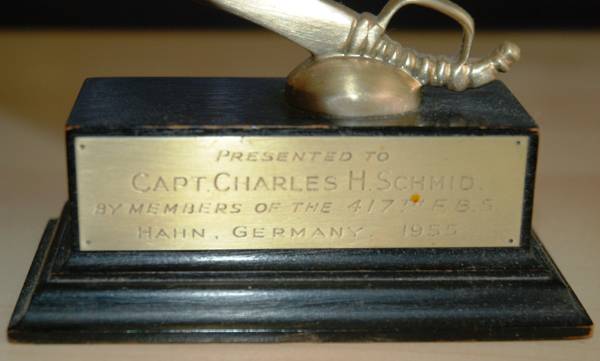 PRESENTED TO
CAPT. CHARLES H. SCHMID.
BY MEMBERS OF THE 417TH F.B.S.
HAHN, GERMANY, 1955